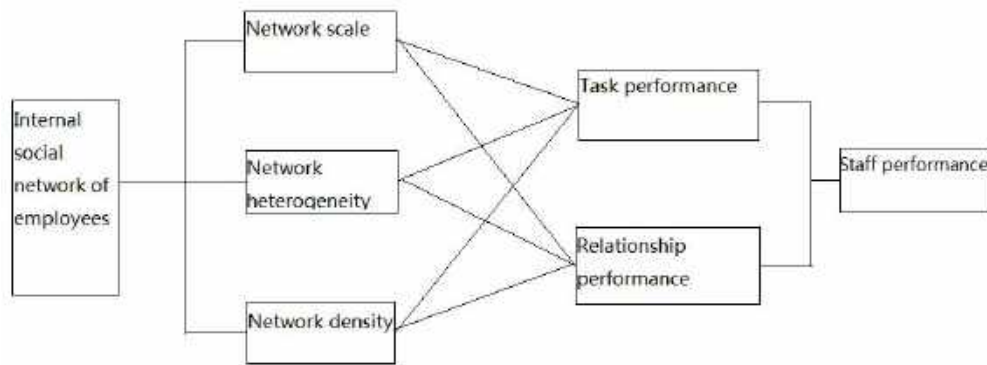 Network scale
Task performance
Internal
social
network of
employees
Network
heterogeneity
Staff performance
Relationship
performance
Network density